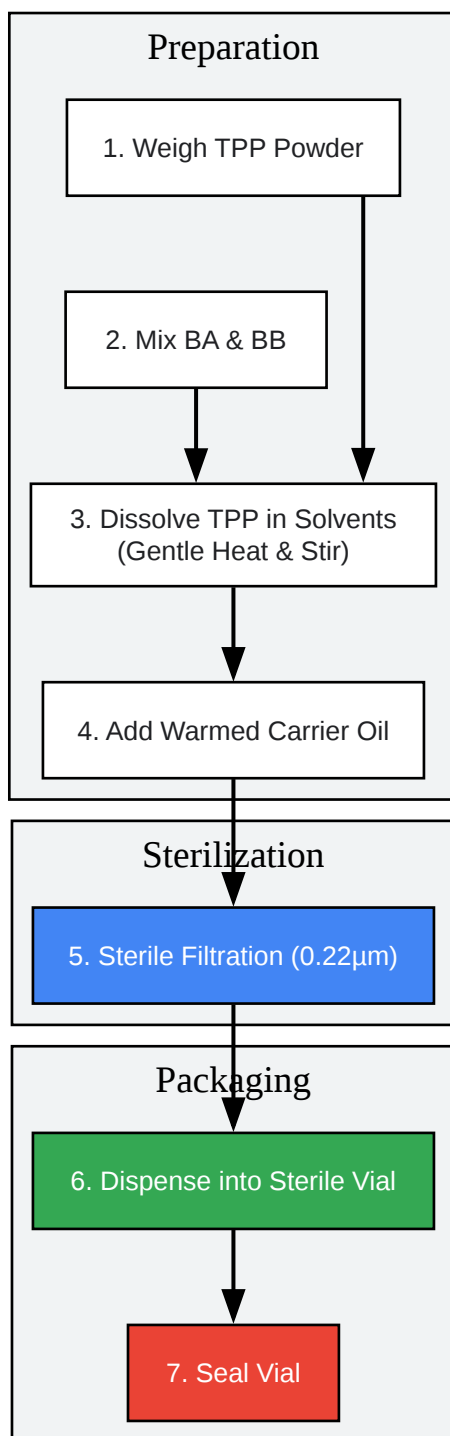 Preparation
1. Weigh TPP Powder
2. Mix BA & BB
3. Dissolve TPP in Solvents
(Gentle Heat & Stir)
4. Add Warmed Carrier Oil
Sterilization
5. Sterile Filtration (0.22µm)
Packaging
6. Dispense into Sterile Vial
7. Seal Vial